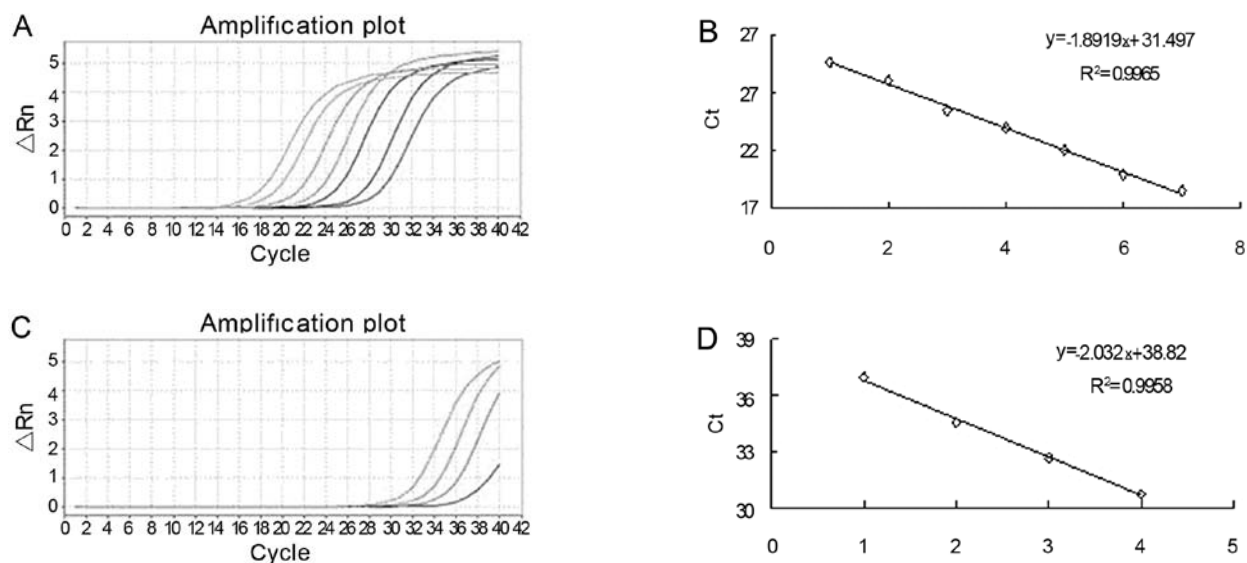 A
Amplification plot
△Rn
5
4
3
2
1
0
0 2 4 6 8 10 12 14 16 18 20 22 24 26 28 30 32 34 36 38 40 42
Cycle
B
Ct
27
27
22
17
y=-1.8919x+31.497
R²=0.9965
0 2 4 6 8
C
Amplification plot
△Rn
5
4
3
2
1
0
0 2 4 6 8 10 12 14 16 18 20 22 24 26 28 30 32 34 36 38 40 42
Cycle
D
Ct
39
36
33
30
y=-2.032x+38.82
R²=0.9958
0 1 2 3 4 5